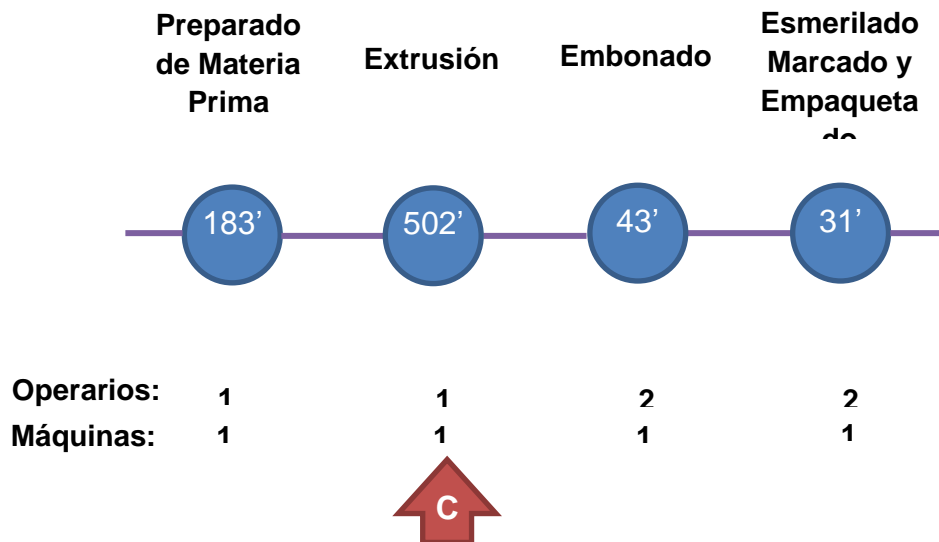 Preparado
de Materia
Prima
Extrusión
Embonado
Esmerilado
Marcado y
Empaqueta
do
183’
502’
43’
31’
Operarios: 1 1 2 2
Máquinas: 1 1 1 1
C